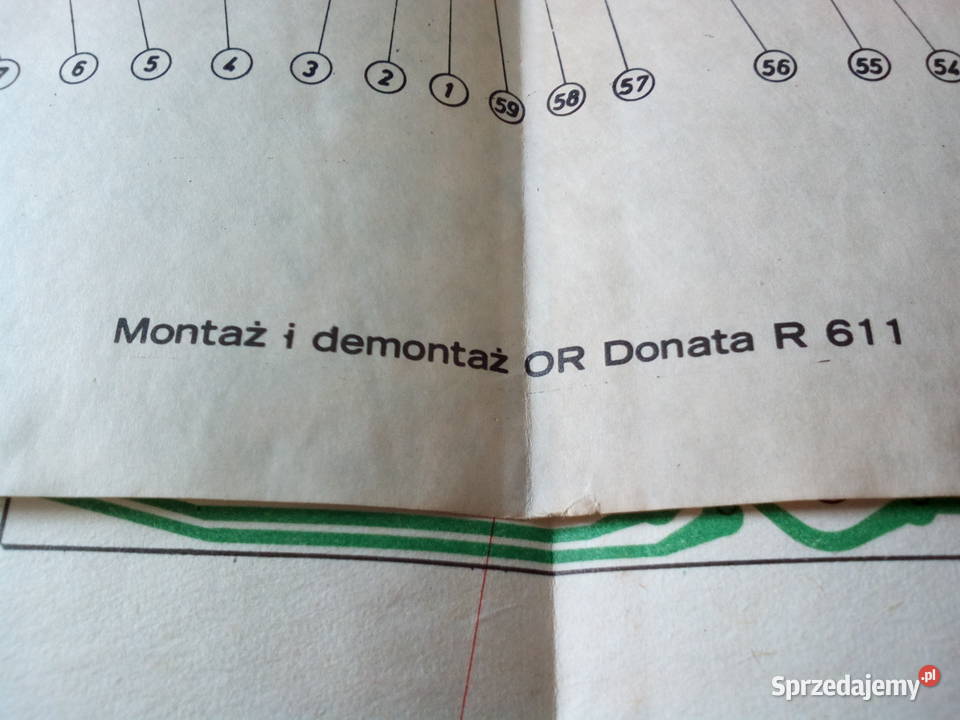 7 6 5 4 3 2 1 59 58 57 56 55 54
Montaż i demontaż OR Donata R 611
Sprzedajemy.pl